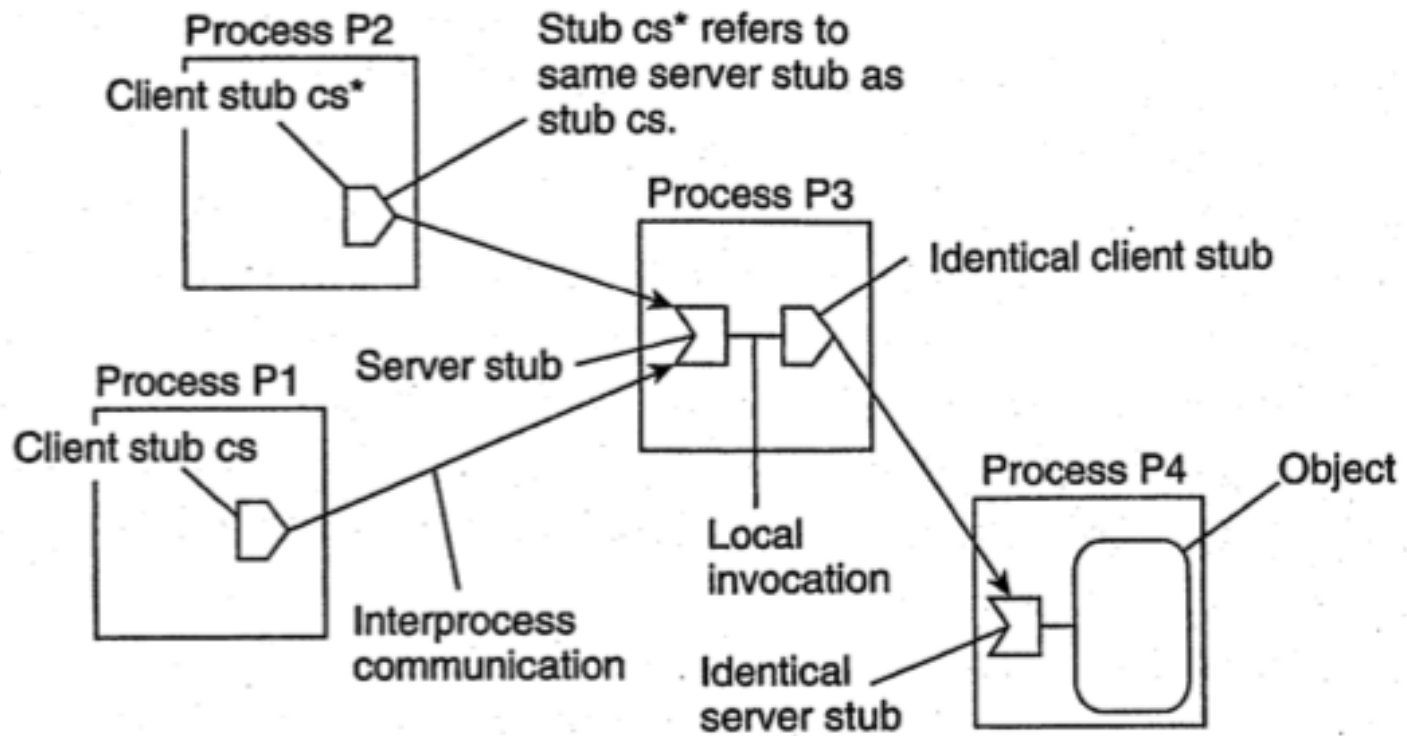 Process P2
Stub cs* refers to
same server stub as
stub cs.
Client stub cs*
Process P3
Identical client stub
Server stub
Process P1
Client stub cs
Process P4
Object
Local
invocation
Interprocess
communication
Identical
server stub